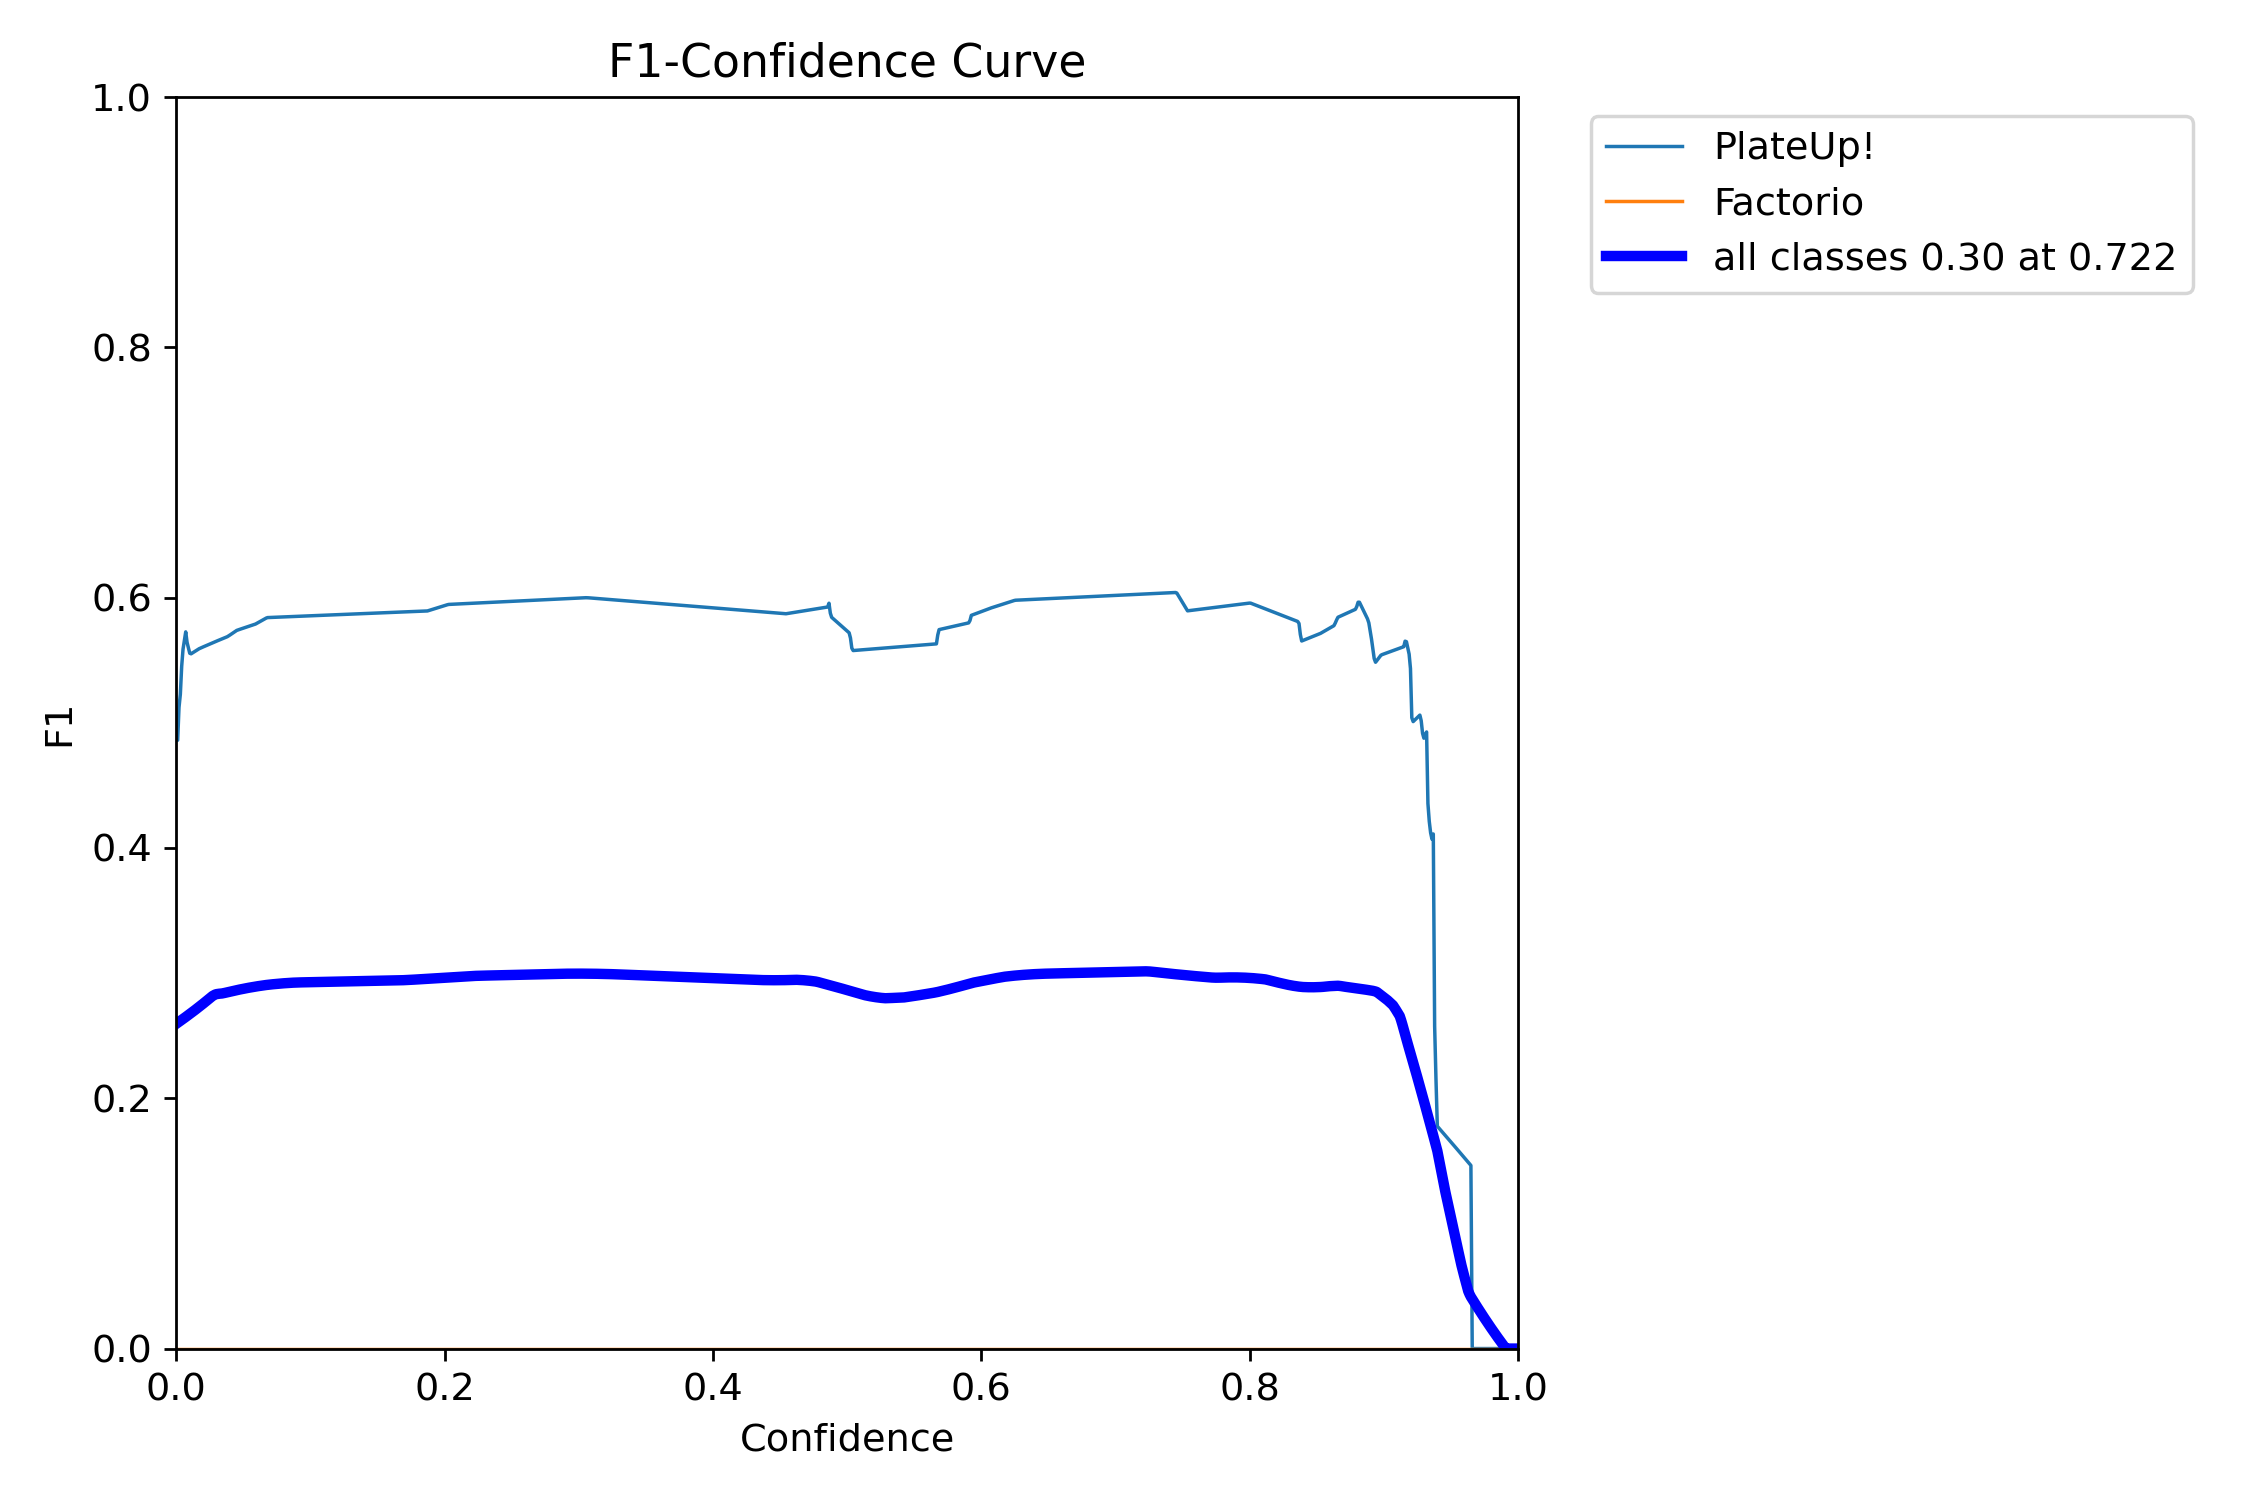 F1-Confidence Curve
1.0
0.8
0.6
0.4
0.2
0.0
F1
0.0 0.2 0.4 0.6 0.8 1.0
Confidence
PlateUp!
Factorio
all classes 0.30 at 0.722